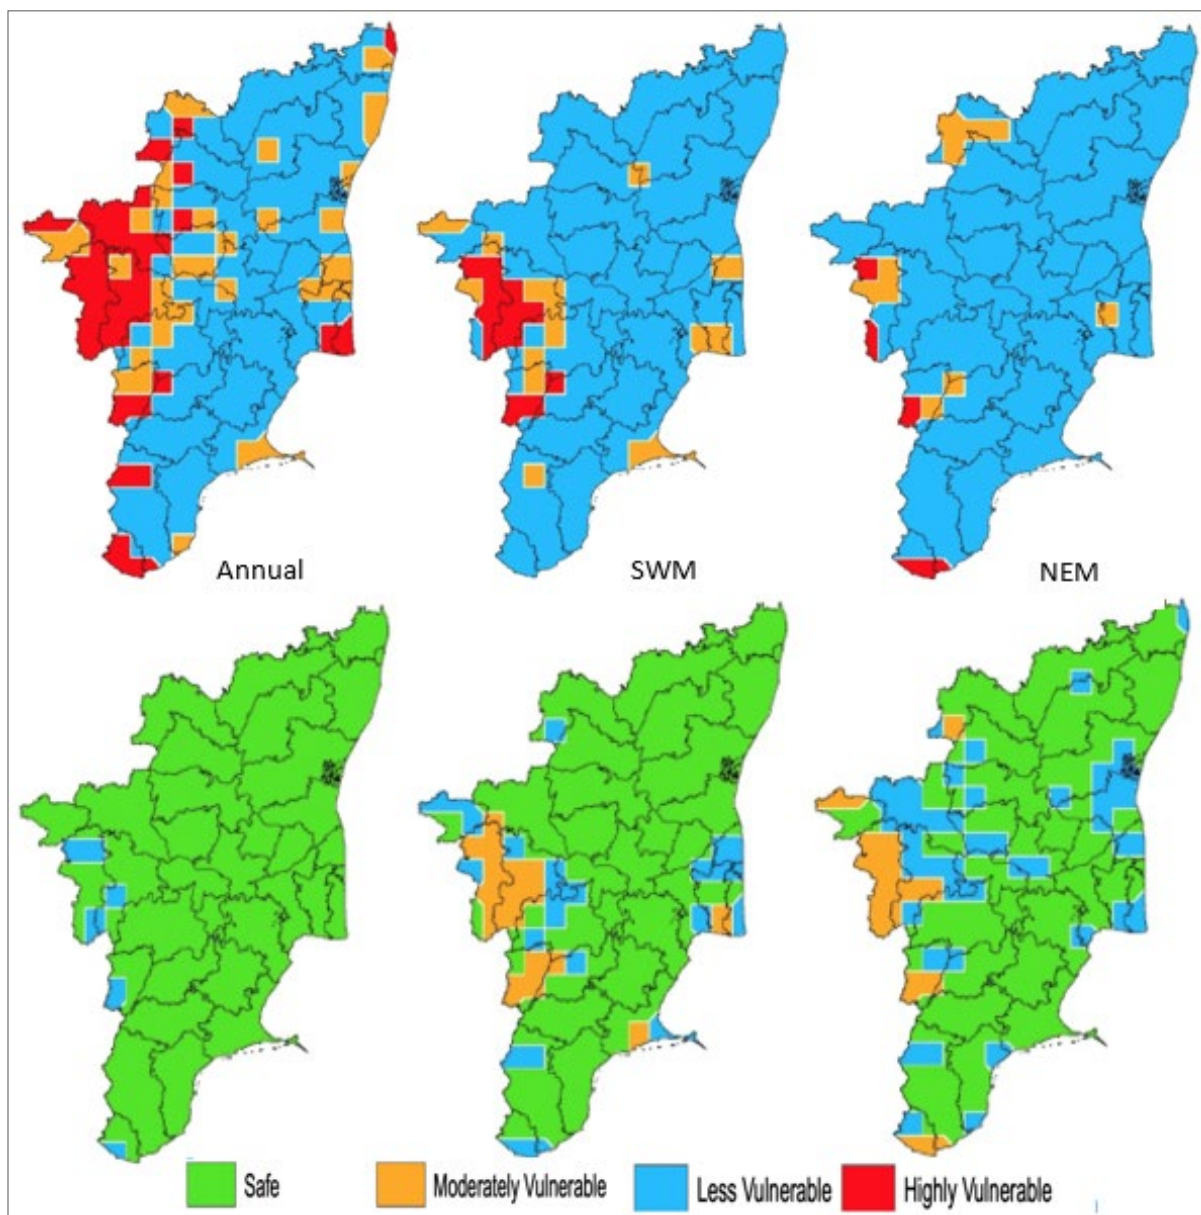 Annual
SWM
NEM
Safe
Moderately Vulnerable
Less Vulnerable
Highly Vulnerable